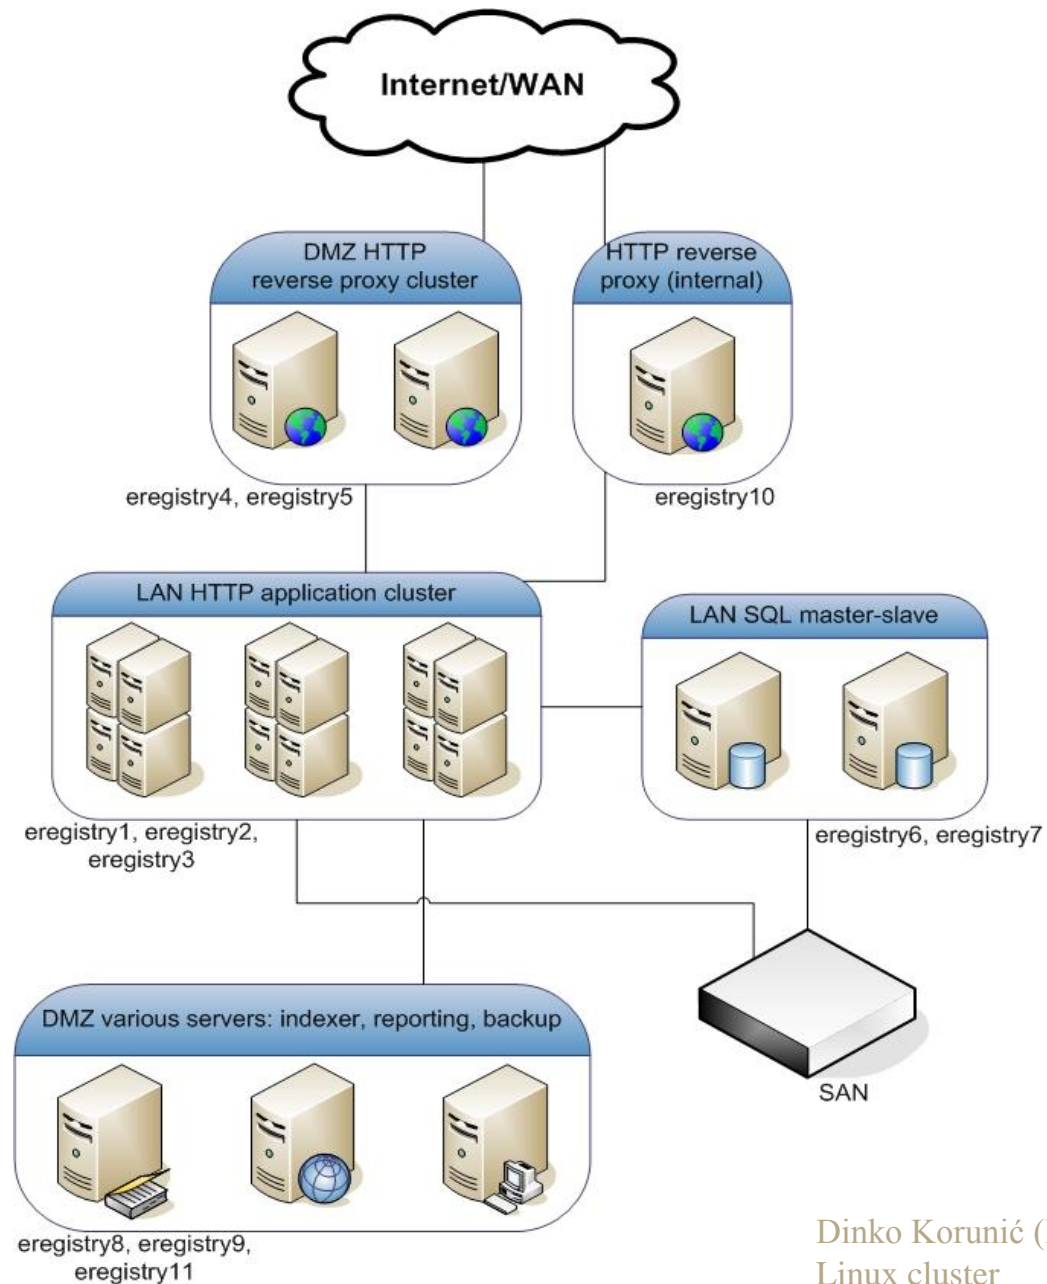 Internet/WAN
DMZ HTTP
reverse proxy cluster
HTTP reverse
proxy (internal)
eregistry4, eregistry5
eregistry10
LAN HTTP application cluster
LAN SQL master-slave
eregistry1, eregistry2,
eregistry3
eregistry6, eregistry7
DMZ various servers: indexer, reporting, backup
SAN
eregistry8, eregistry9,
eregistry11
Dinko Korunić (
Linux cluster